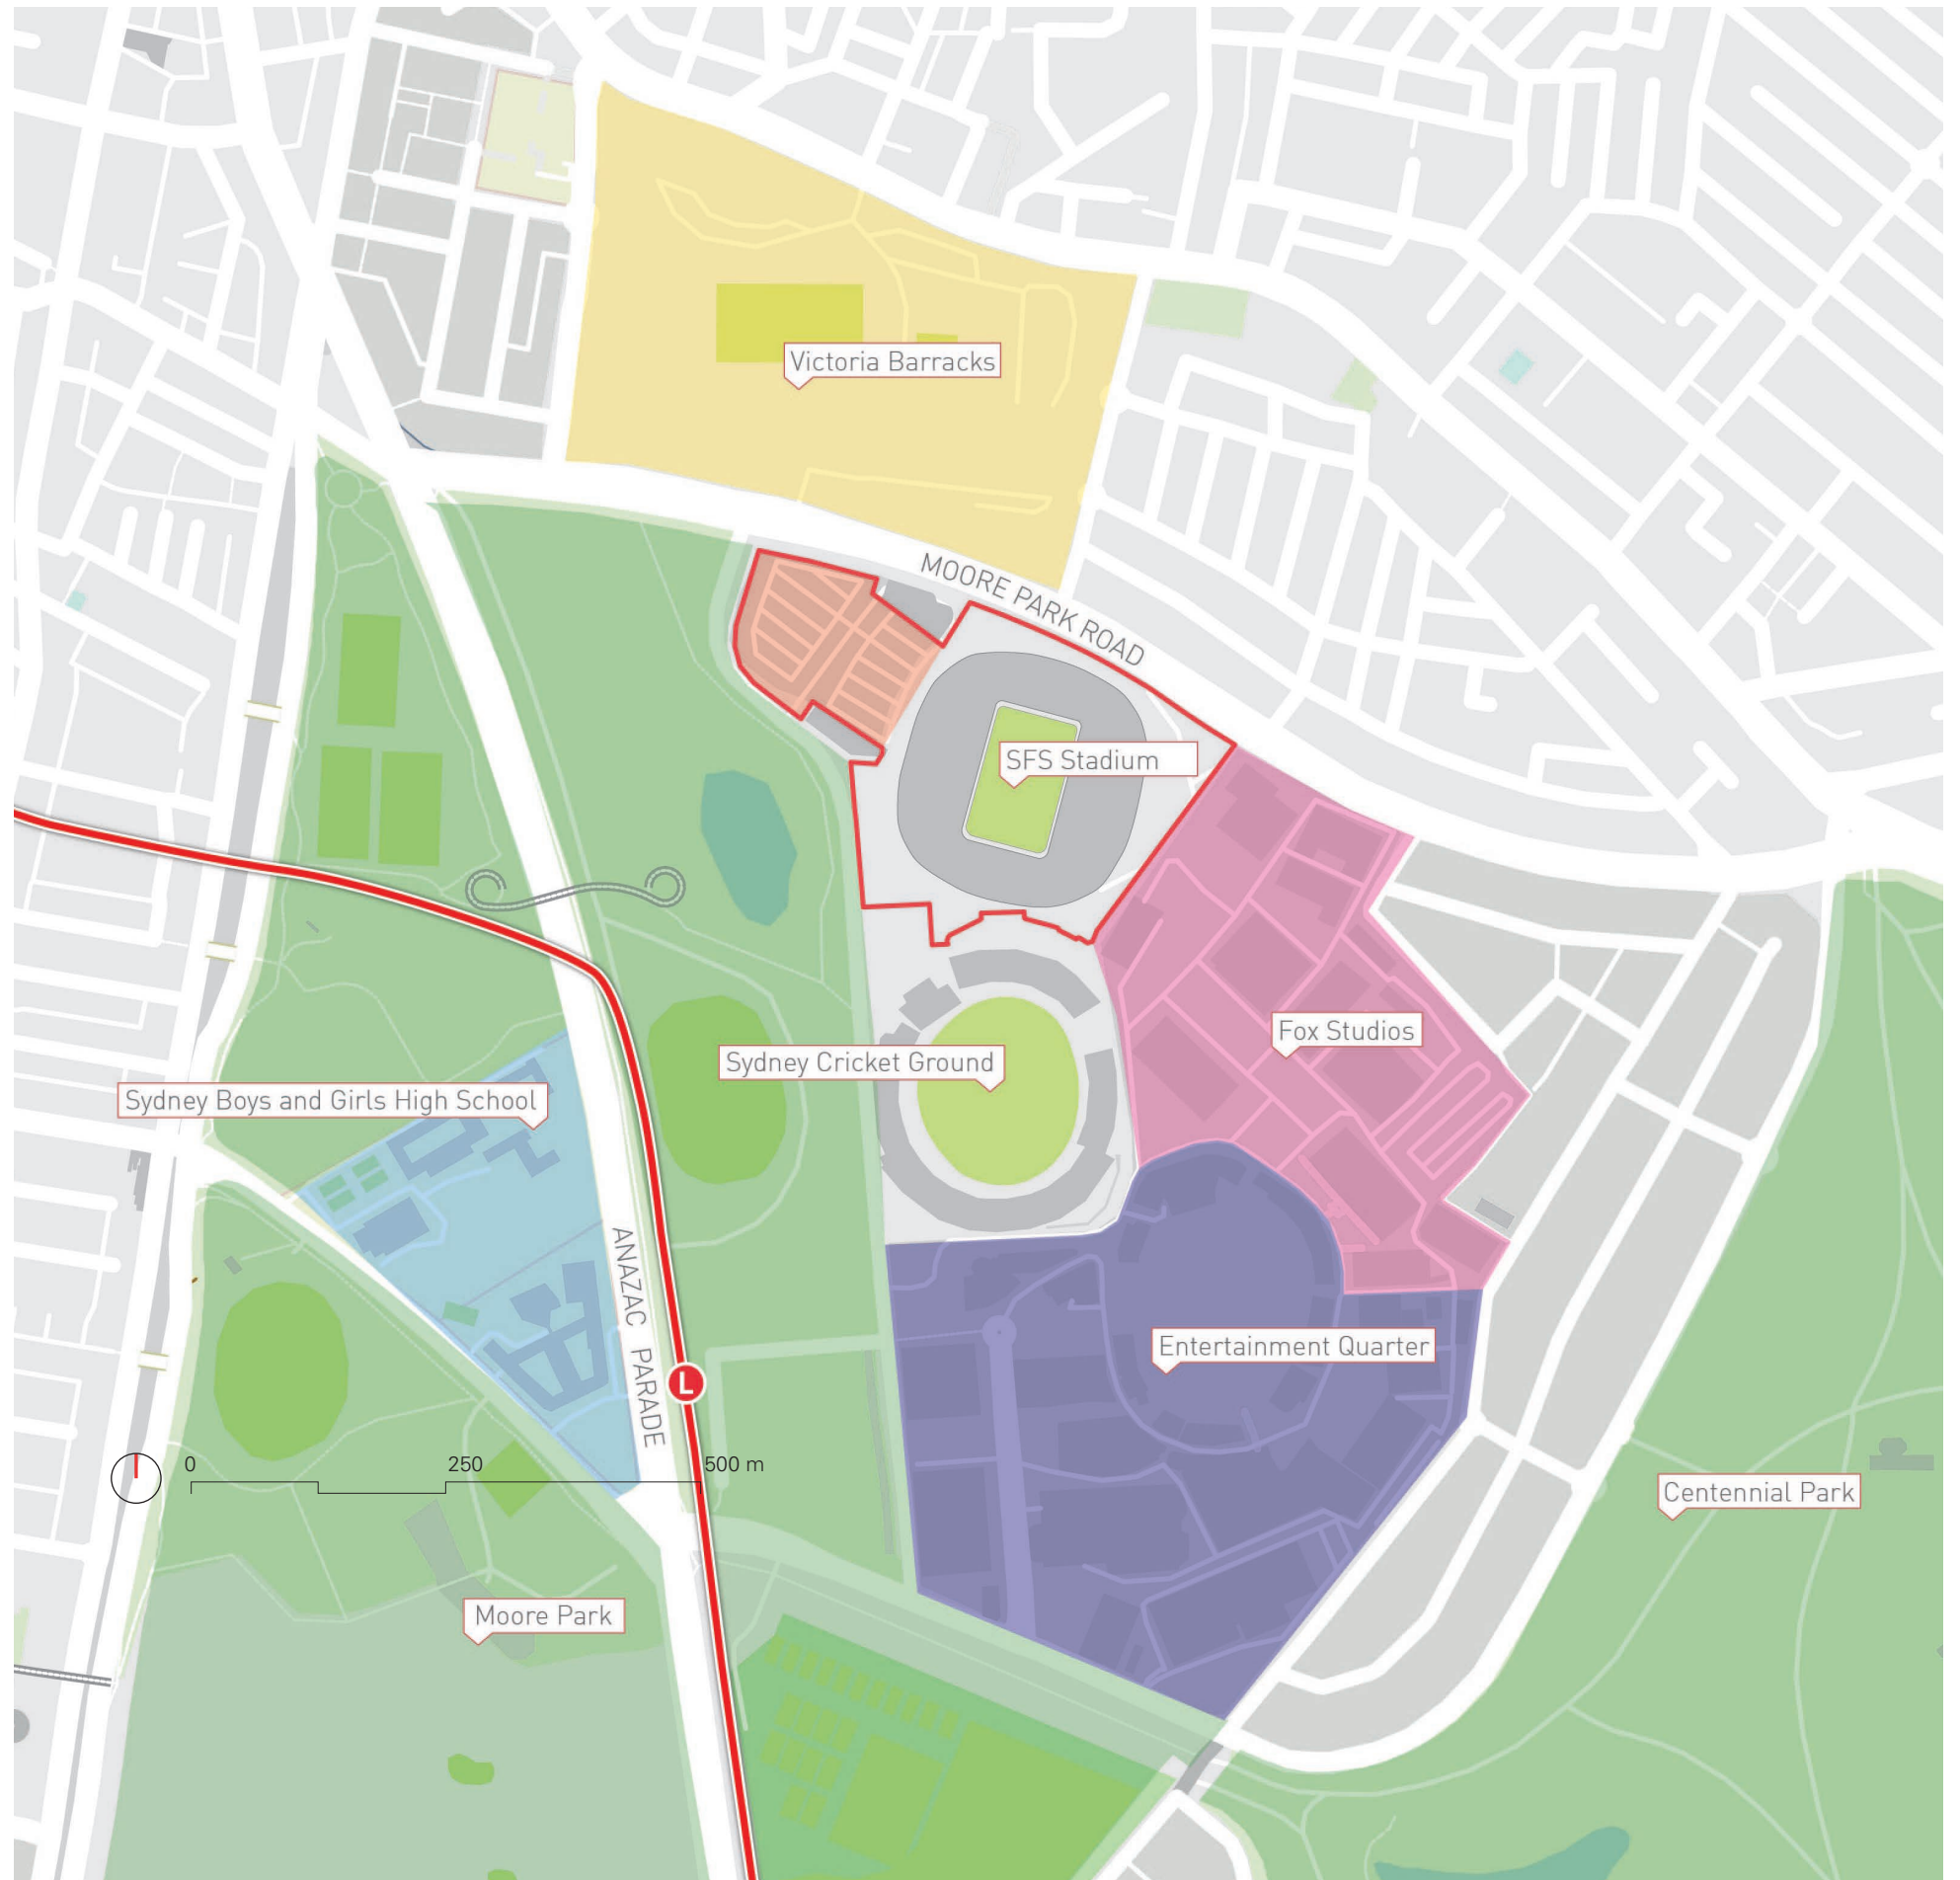 Victoria Barracks
MOORE PARK ROAD
SFS Stadium
Fox Studios
Sydney Cricket Ground
Sydney Boys and Girls High School
ANAZAC PARADE
Entertainment Quarter
L
0 250 500 m
Centennial Park
Moore Park